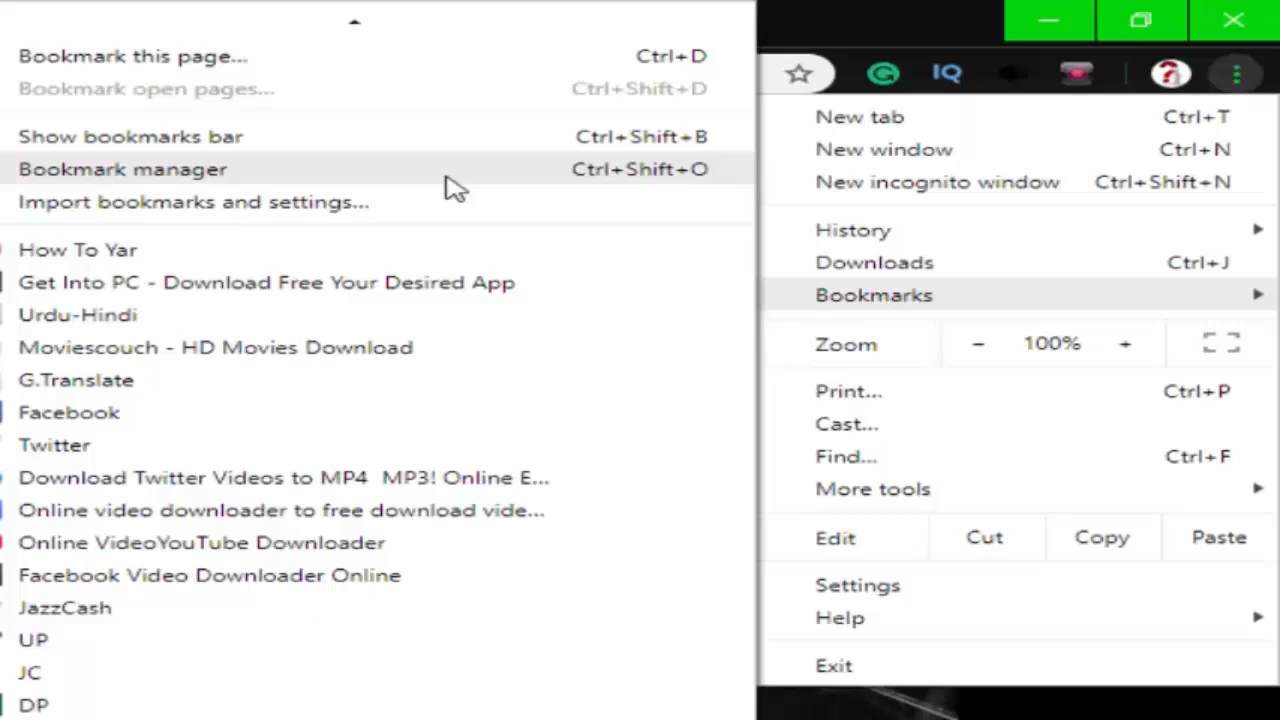 Bookmark this page... Ctrl+D
Bookmark open pages... Ctrl+Shift+D
Show bookmarks bar Ctrl+Shift+B
Bookmark manager Ctrl+Shift+O
Import bookmarks and settings...
How To Yar
Get Into PC - Download Free Your Desired App
Urdu-Hindi
Moviescouch - HD Movies Download
G.Translate
Facebook
Twitter
Download Twitter Videos to MP4 MP3! Online E...
Online video downloader to free download vide...
Online VideoYouTube Downloader
Facebook Video Downloader Online
JazzCash
UP
JC
DP
IQ
New tab Ctrl+T
New window Ctrl+N
New incognito window Ctrl+Shift+N
History
Downloads Ctrl+J
Bookmarks
Zoom - 100% +
Print... Ctrl+P
Cast...
Find... Ctrl+F
More tools
Edit Cut Copy Paste
Settings
Help
Exit